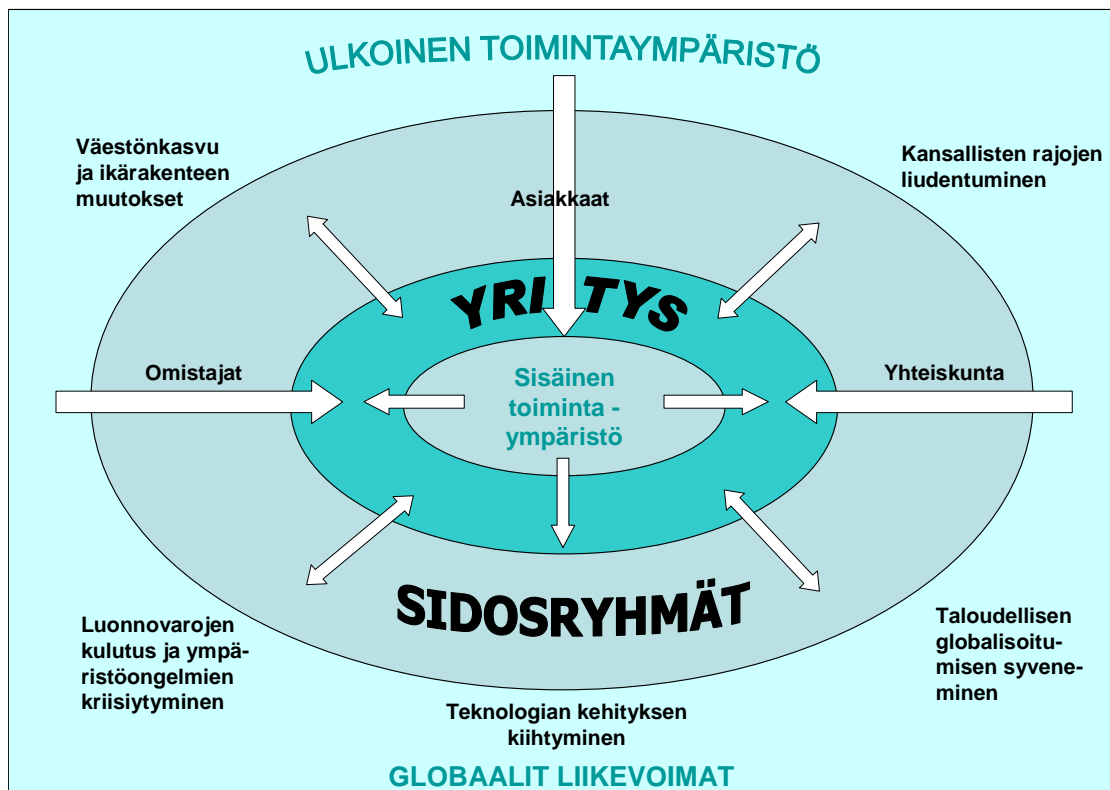 ULKOINEN TOIMINTAYMPÄRISTÖ
Väestönkasvu
ja ikärakenteen
muutokset
Kansallisten rajojen
liudentuminen
Asiakkaat
YRITYS
Omistajat
Sisäinen
toiminta -
ympäristö
Yhteiskunta
SIDOSRYHMÄT
Luonnovarojen
kulutus ja ympä-
ristöongelmien
kriisiytyminen
Taloudellisen
globalisoitu-
misen syvene-
minen
Teknologian kehityksen
kiihtyminen
GLOBAALIT LIIKEVOIMAT